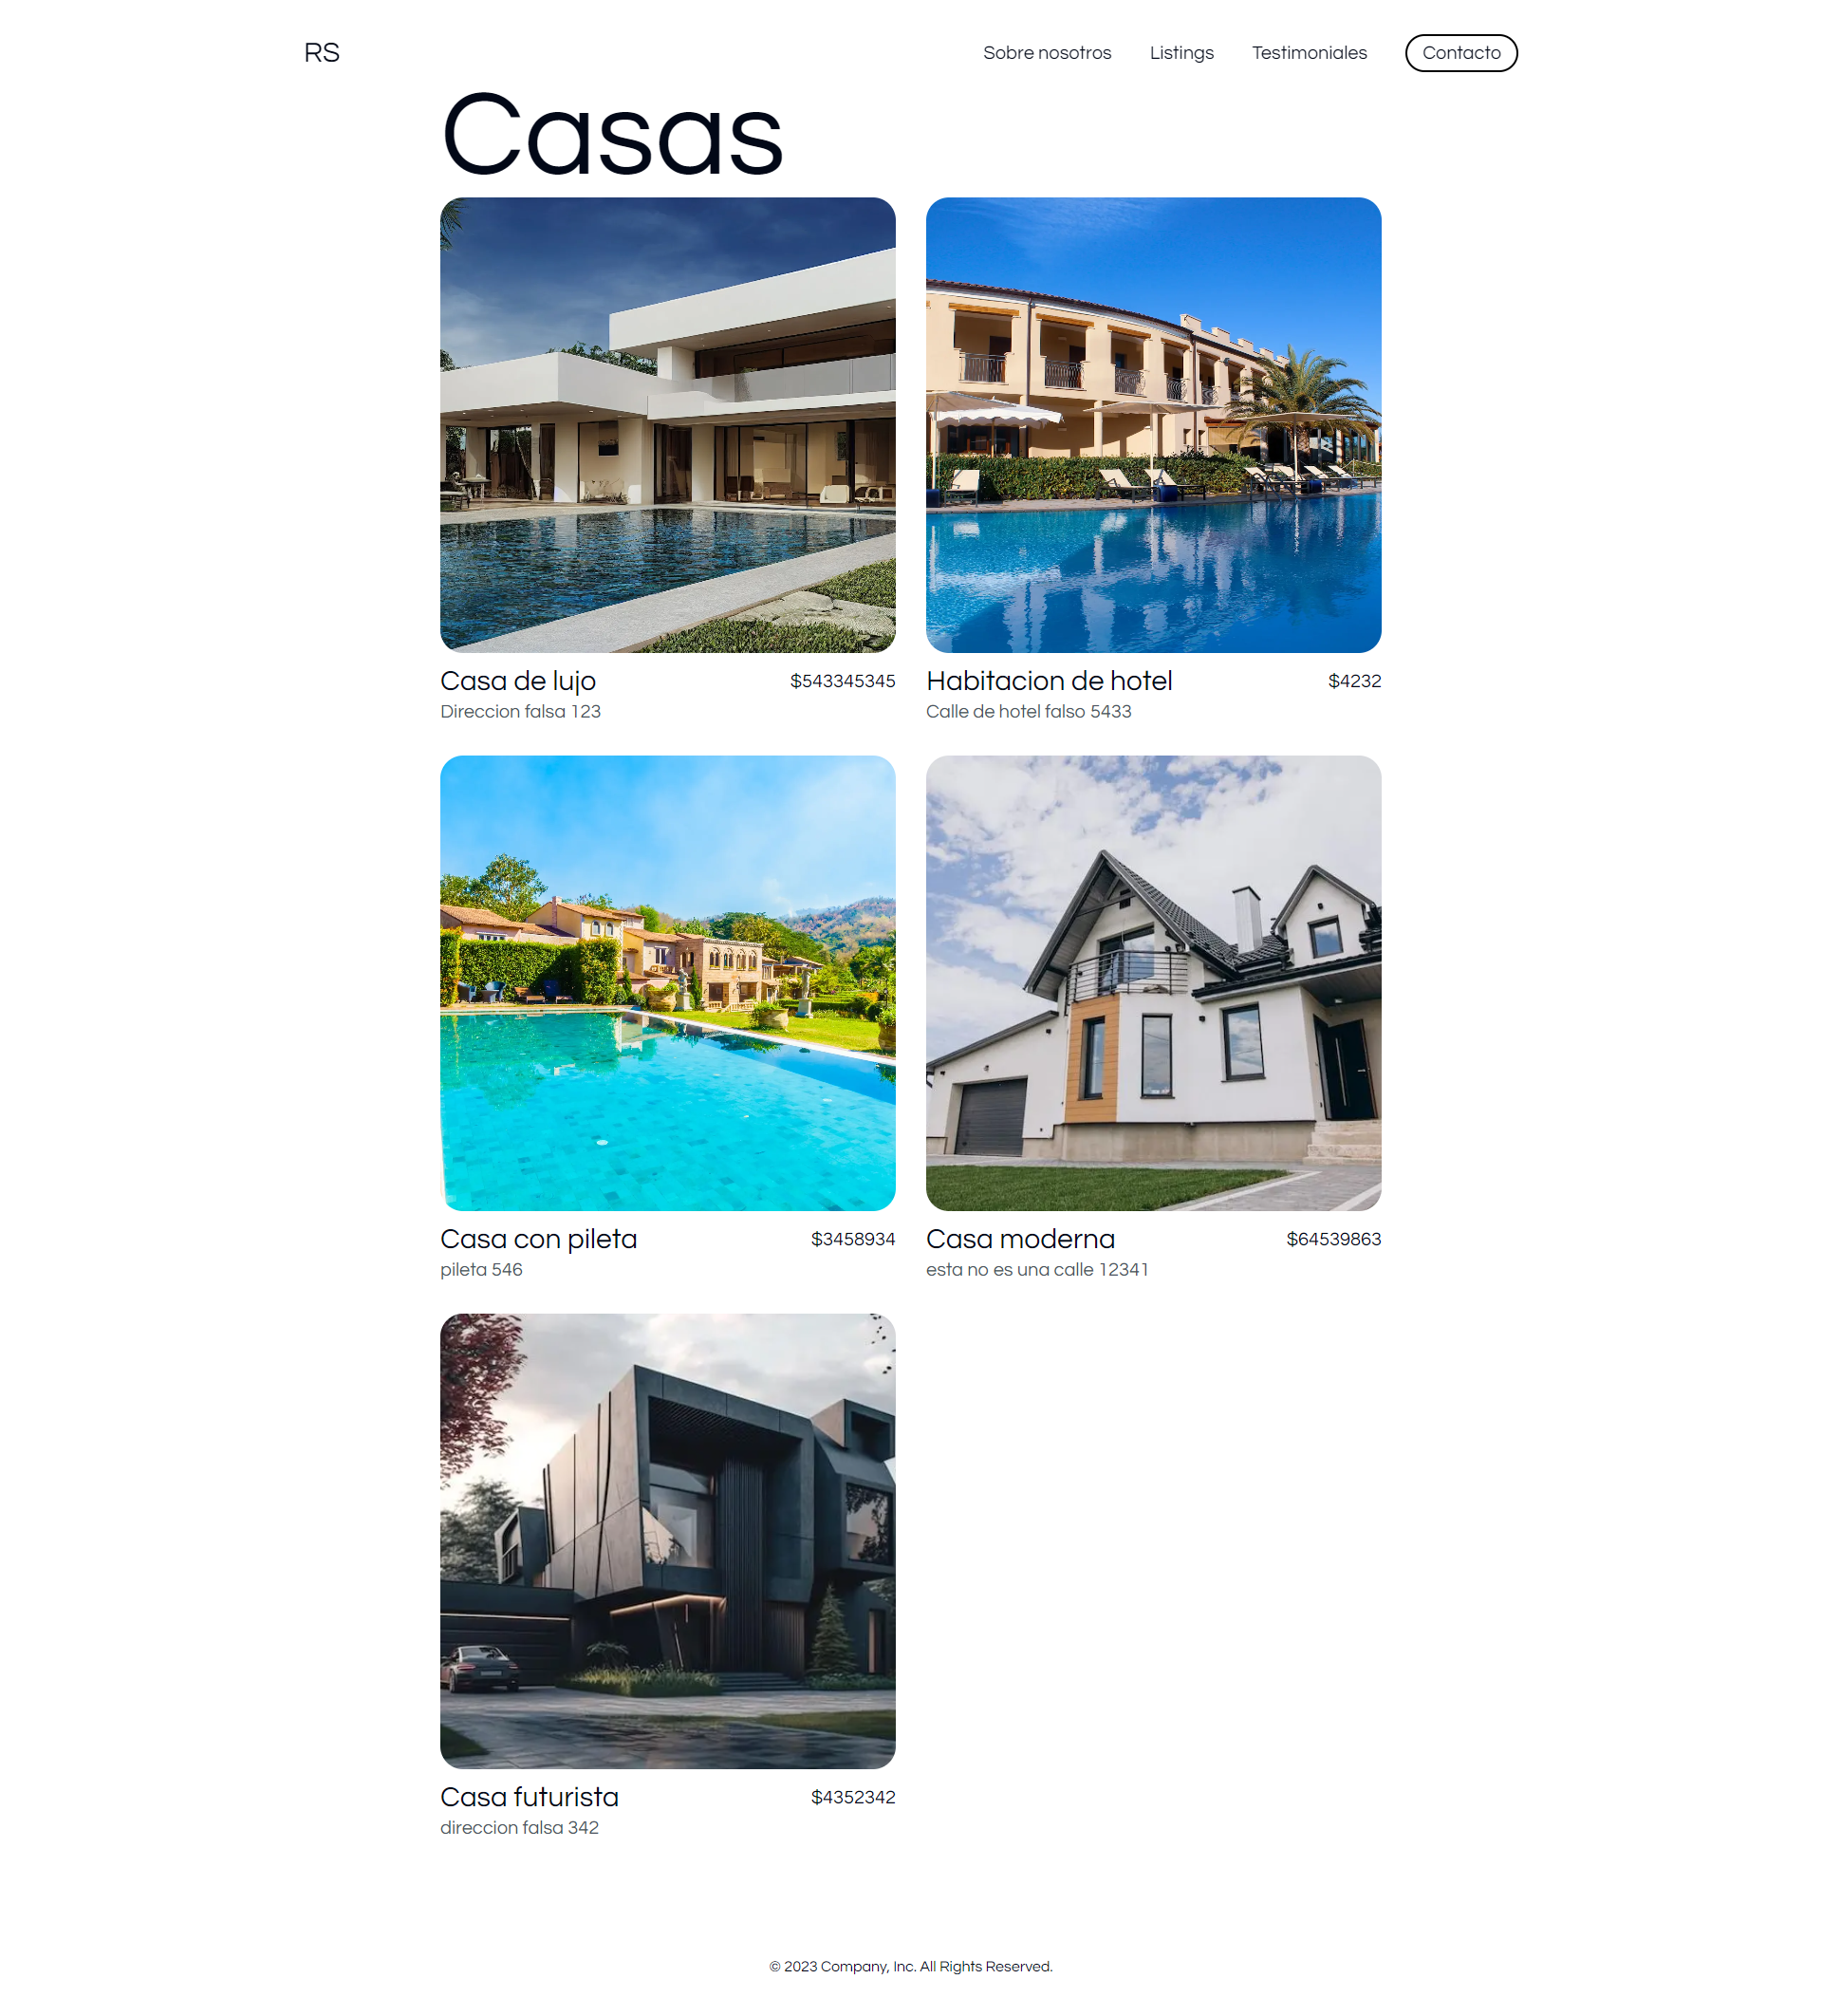 RS
Sobre nosotros Listings Testimoniales Contacto
Casas
Casa de lujo $543345345
Direccion falsa 123
Habitacion de hotel $4232
Calle de hotel falso 5433
Casa con pileta $3458934
pileta 546
Casa moderna $64539863
esta no es una calle 12341
Casa futurista $4352342
direccion falsa 342
© 2023 Company, Inc. All Rights Reserved.